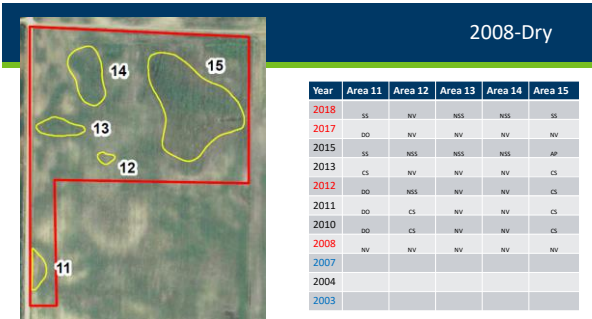 2008-Dry
14
15
13
12
11
Year Area 11 Area 12 Area 13 Area 14 Area 15
2018 SS NV NSS NSS SS
2017 DO NV NV NV NV
2015 SS NSS NSS NSS AP
2013 CS NV NV NV CS
2012 DO NSS NV NV CS
2011 DO CS NV NV CS
2010 DO CS NV NV CS
2008 NV NV NV NV NV
2007
2004
2003